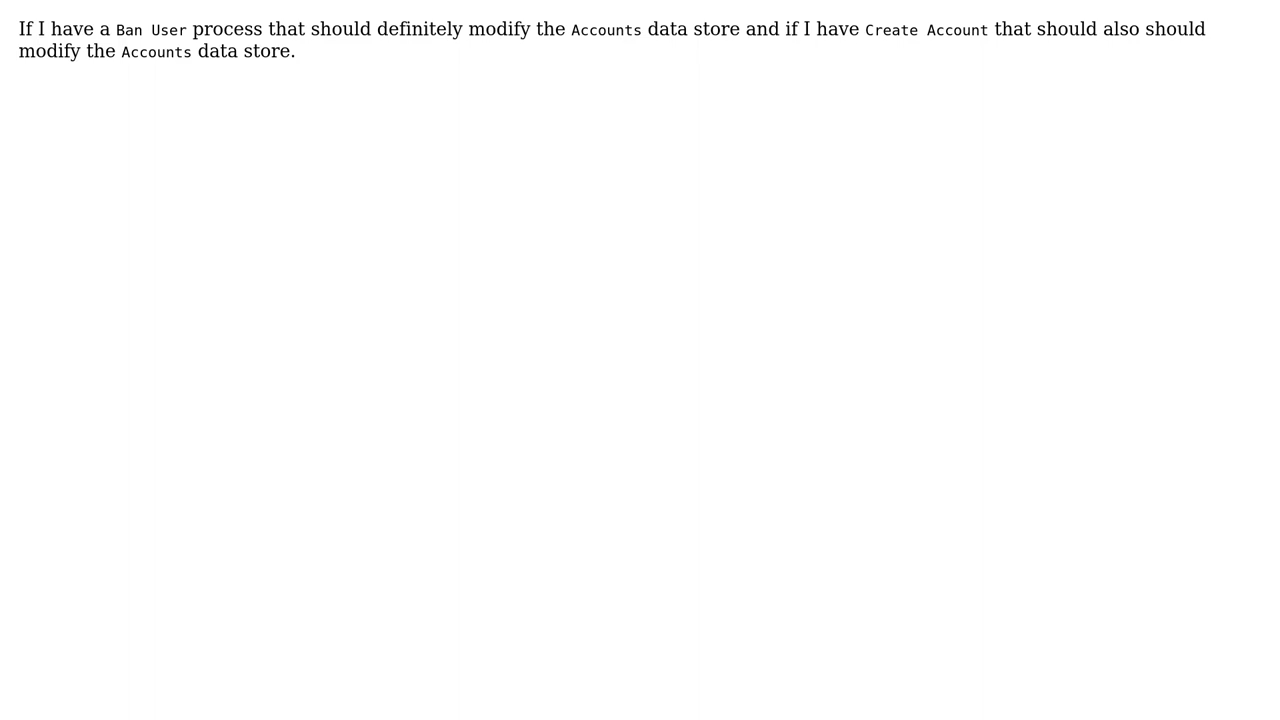 If I have a Ban User process that should definitely modify the Accounts data store and if I have Create Account that should also should
modify the Accounts data store.